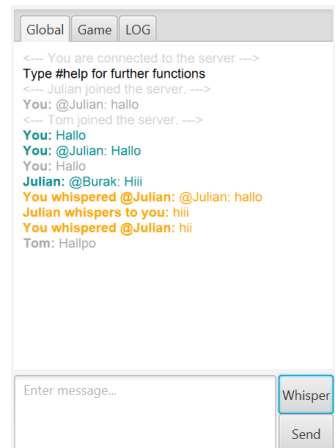 Global Game LOG
<--- You are connected to the server --->
Type #help for further functions
<--- Julian joined the server. --->
You: @Julian: hallo
<--- Tom joined the server. --->
You: Hallo
You: @Julian: Hallo
You: Hallo
Julian: @Burak: Hiii
You whispered @Julian: @Julian: hallo
Julian whispers to you: hiii
You whispered @Julian: hii
Tom: Hallpo
Enter message...
Whisper
Send